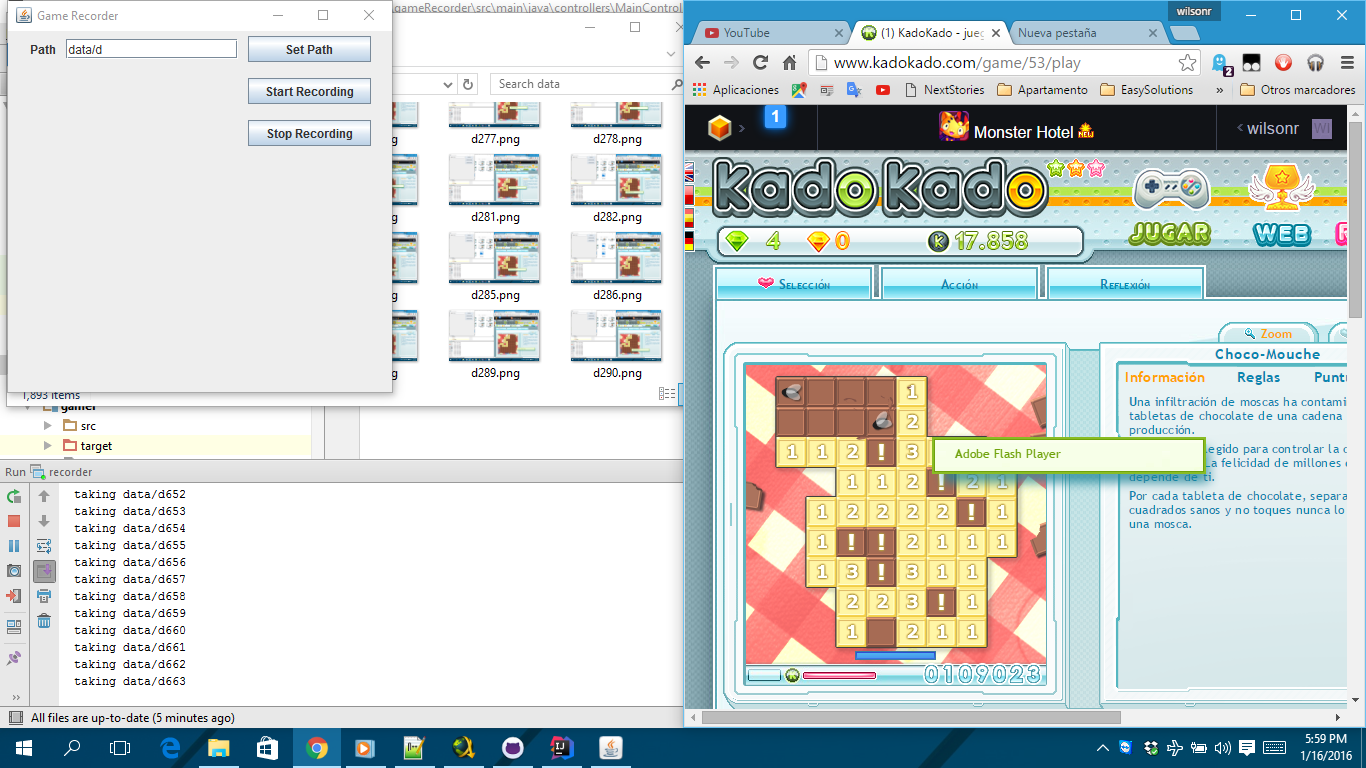 Game Recorder
Path data/d Set Path
Start Recording
Stop Recording
gameRecorder\src\main\java\controllers\MainControl
Search data
d277.png d278.png
d281.png d282.png
d285.png d286.png
d289.png d290.png
1,893 items
src
target
Run recorder
taking data/d652
taking data/d653
taking data/d654
taking data/d655
taking data/d656
taking data/d657
taking data/d658
taking data/d659
taking data/d660
taking data/d661
taking data/d662
taking data/d663
All files are up-to-date (5 minutes ago)
wilsonr
YouTube (1) KadoKado - jueg Nueva pestaña
www.kadokado.com/game/53/play
2
Aplicaciones NextStories Apartamento EasySolutions » Otros marcadores
1 Monster Hotel NEW wilsonr WI
KadoKado
4 0 K 17.858
JUGAR WEB
Selección Acción Reflexión
Zoom
Choco-Mouche
Información Reglas Puntu
Una infiltración de moscas ha contami
tabletas de chocolate de una cadena
producción.
legido para controlar la c
La felicidad de millones
depende de ti.
Por cada tableta de chocolate, separa
cuadrados sanos y no toques nunca lo
una mosca.
Adobe Flash Player
1
2
1 1 2 ! 3
1 1 2 ! 2 1
1 2 2 2 2 ! 1
1 ! ! 2 1 1 1
1 3 ! 3 1 1
2 2 3 ! 1
1 2 1 1
0109023
5:59 PM
1/16/2016